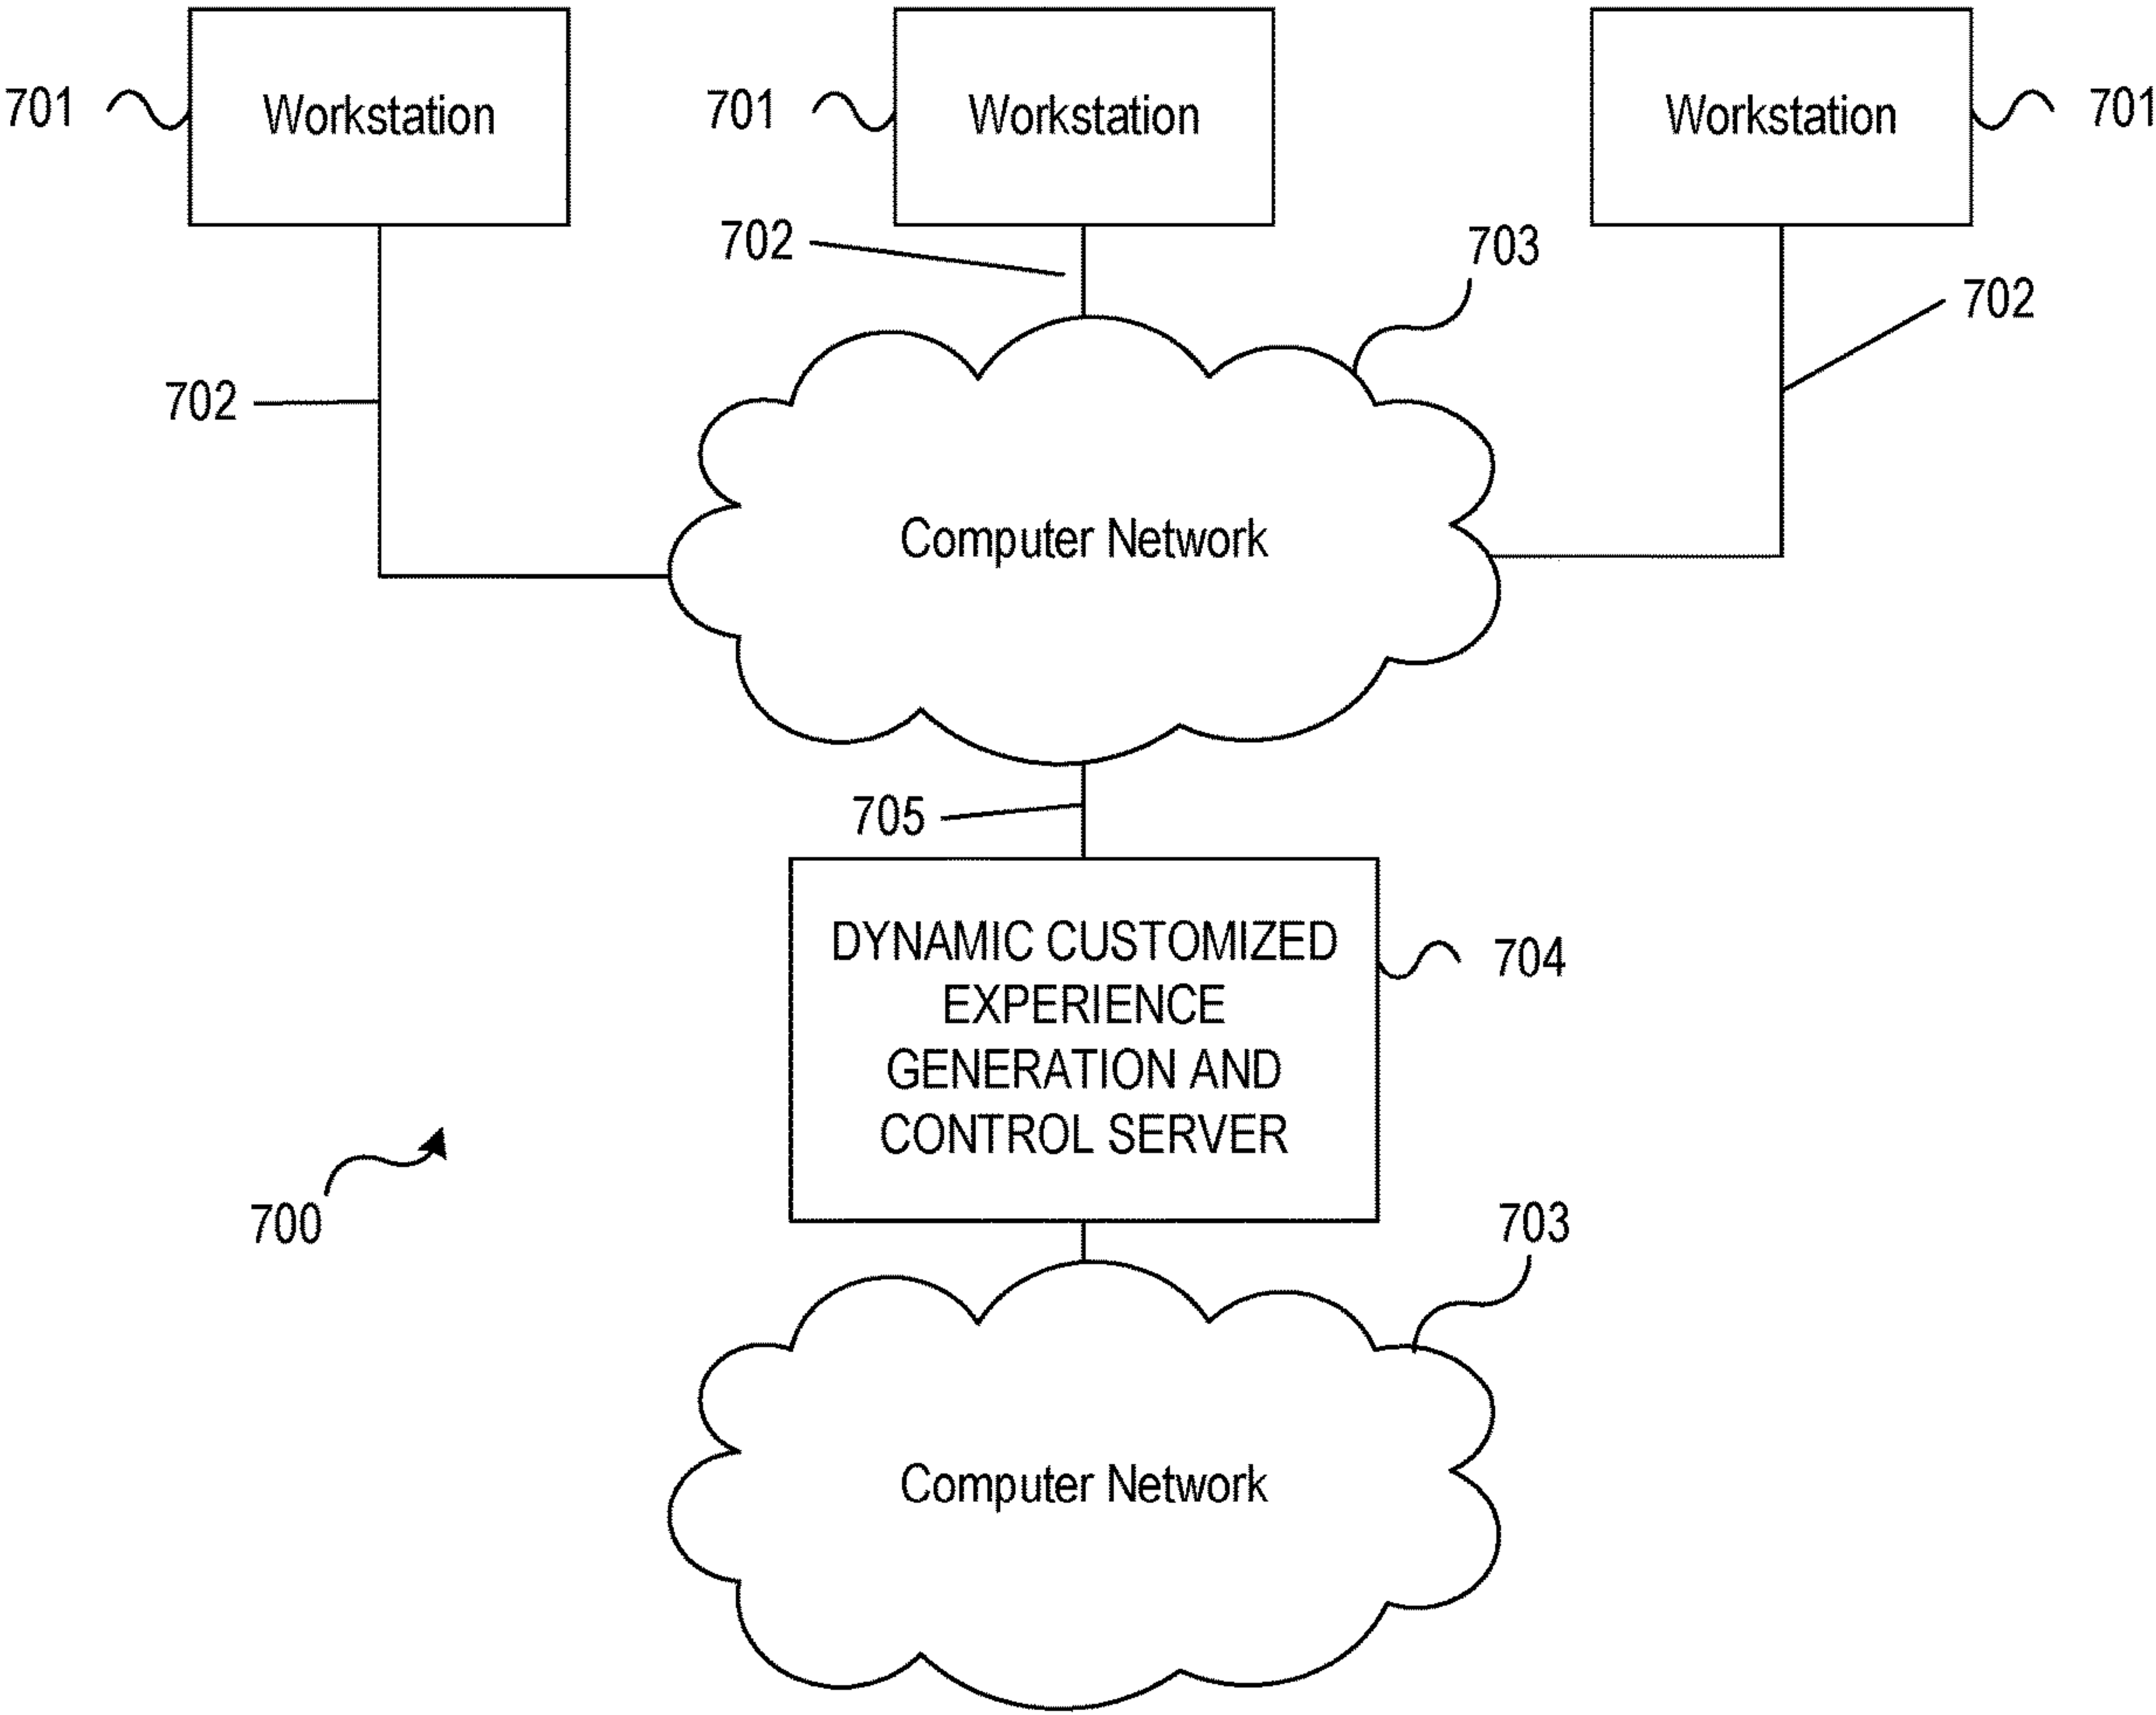 701
Workstation
701
Workstation
Workstation
701
702
703
702
702
Computer Network
705
DYNAMIC CUSTOMIZED
EXPERIENCE
GENERATION AND
CONTROL SERVER
704
700
703
Computer Network